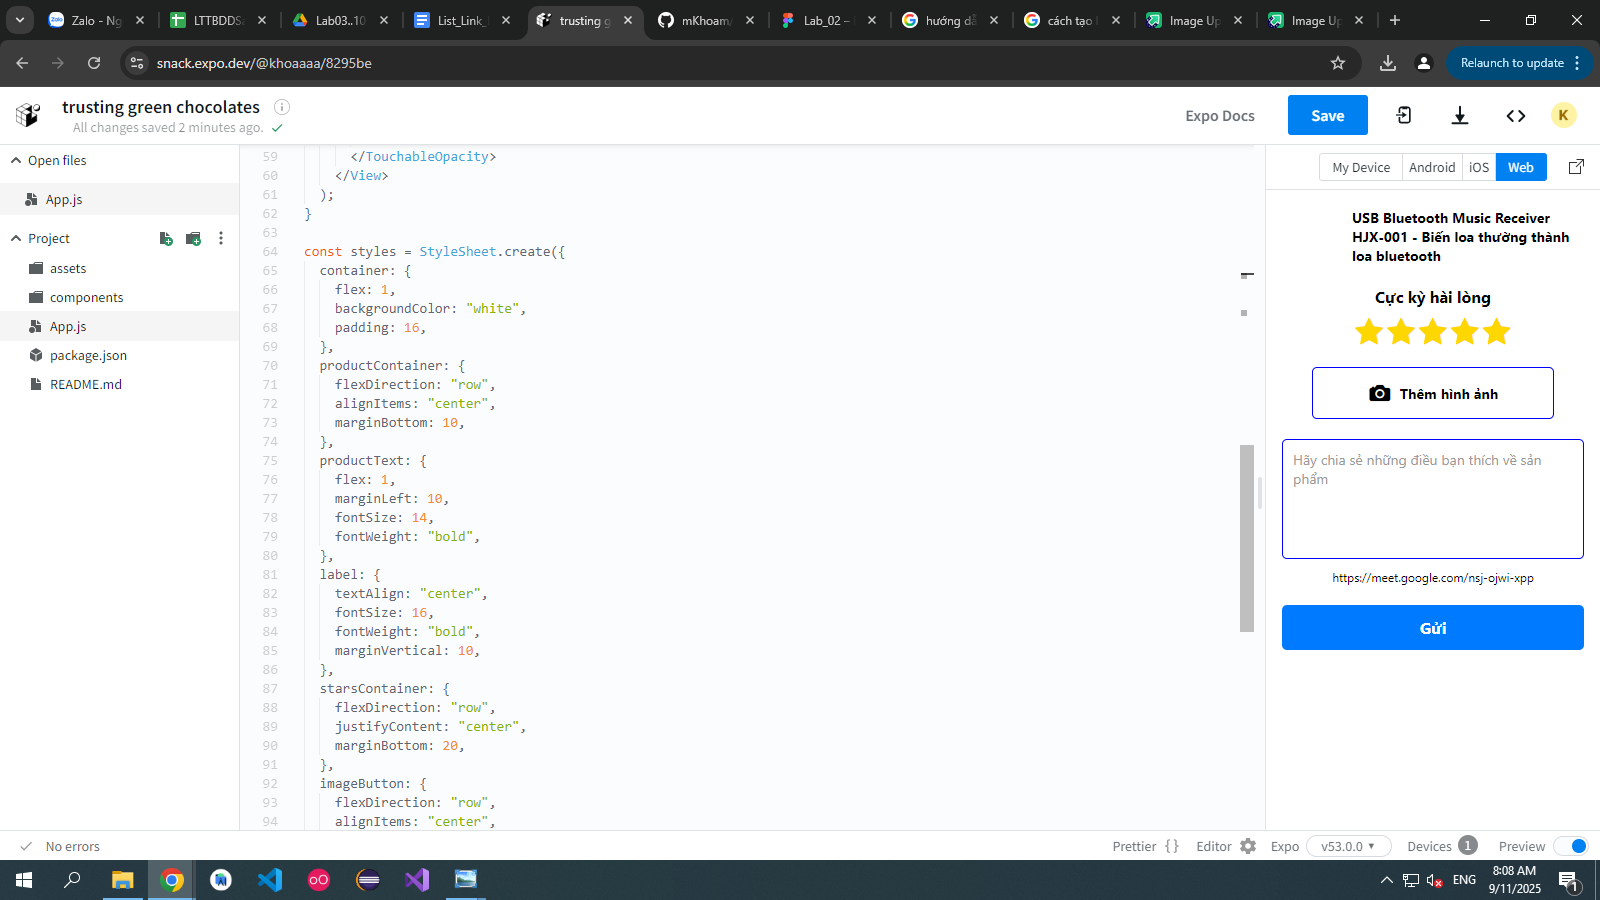 Zalo - Ng
LTTBDDSá
Lab03..10
List_Link_
trusting g
mKhoam/
Lab_02 –
hướng dẫ
cách tạo
Image Up
Image Up
snack.expo.dev/@khoaaaa/8295be
Relaunch to update
trusting green chocolates
All changes saved 2 minutes ago.
Expo Docs
Save
K
Open files
App.js
Project
assets
components
App.js
package.json
README.md
59 </TouchableOpacity>
60 </View>
61 );
62 }
63
64 const styles = StyleSheet.create({
65 container: {
66 flex: 1,
67 backgroundColor: "white",
68 padding: 16,
69 },
70 productContainer: {
71 flexDirection: "row",
72 alignItems: "center",
73 marginBottom: 10,
74 },
75 productText: {
76 flex: 1,
77 marginLeft: 10,
78 fontSize: 14,
79 fontWeight: "bold",
80 },
81 label: {
82 textAlign: "center",
83 fontSize: 16,
84 fontWeight: "bold",
85 marginVertical: 10,
86 },
87 starsContainer: {
88 flexDirection: "row",
89 justifyContent: "center",
90 marginBottom: 20,
91 },
92 imageButton: {
93 flexDirection: "row",
94 alignItems: "center",
My Device
Android
iOS
Web
USB Bluetooth Music Receiver
HJX-001 - Biến loa thường thành
loa bluetooth
Cực kỳ hài lòng
Thêm hình ảnh
Hãy chia sẻ những điều bạn thích về sản
phẩm
https://meet.google.com/nsj-ojwi-xpp
Gửi
No errors
Prettier { }
Editor
Expo
v53.0.0
Devices 1
Preview
ENG
8:08 AM
9/11/2025
1